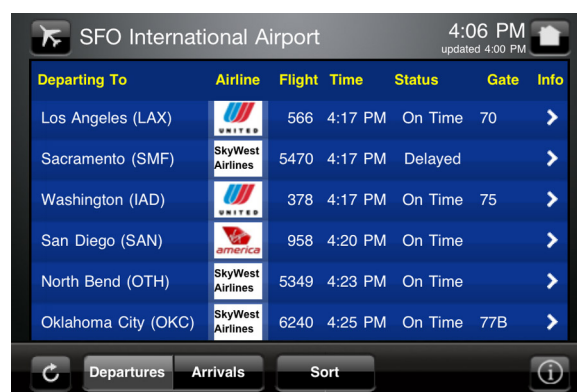 SFO International Airport 4:06 PM
updated 4:00 PM
Departing To Airline Flight Time Status Gate Info
Los Angeles (LAX) UNITED 566 4:17 PM On Time 70
Sacramento (SMF) SkyWest Airlines 5470 4:17 PM Delayed
Washington (IAD) UNITED 378 4:17 PM On Time 75
San Diego (SAN) america 958 4:20 PM On Time
North Bend (OTH) SkyWest Airlines 5349 4:23 PM On Time
Oklahoma City (OKC) SkyWest Airlines 6240 4:25 PM On Time 77B
Departures Arrivals Sort